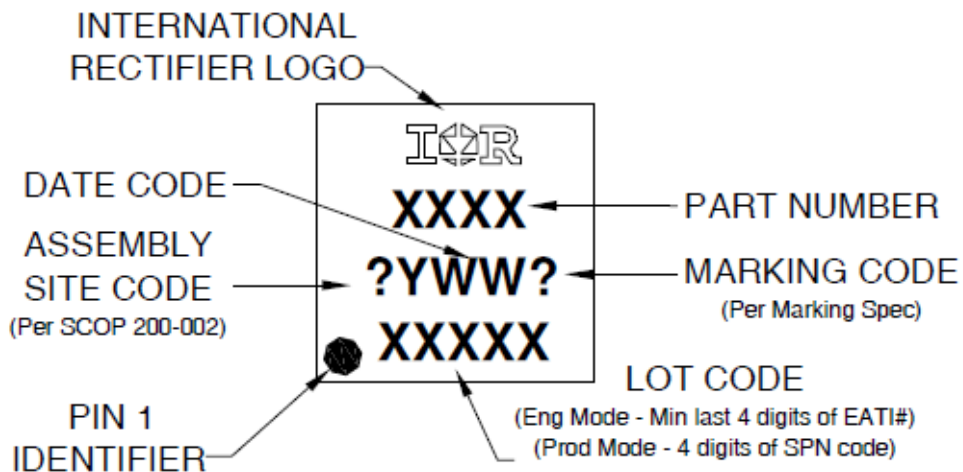 INTERNATIONAL
RECTIFIER LOGO
IOR
DATE CODE
XXXX
PART NUMBER
ASSEMBLY
SITE CODE
(Per SCOP 200-002)
?YWW?
MARKING CODE
(Per Marking Spec)
XXXXX
LOT CODE
(Eng Mode - Min last 4 digits of EATI#)
(Prod Mode - 4 digits of SPN code)
PIN 1
IDENTIFIER